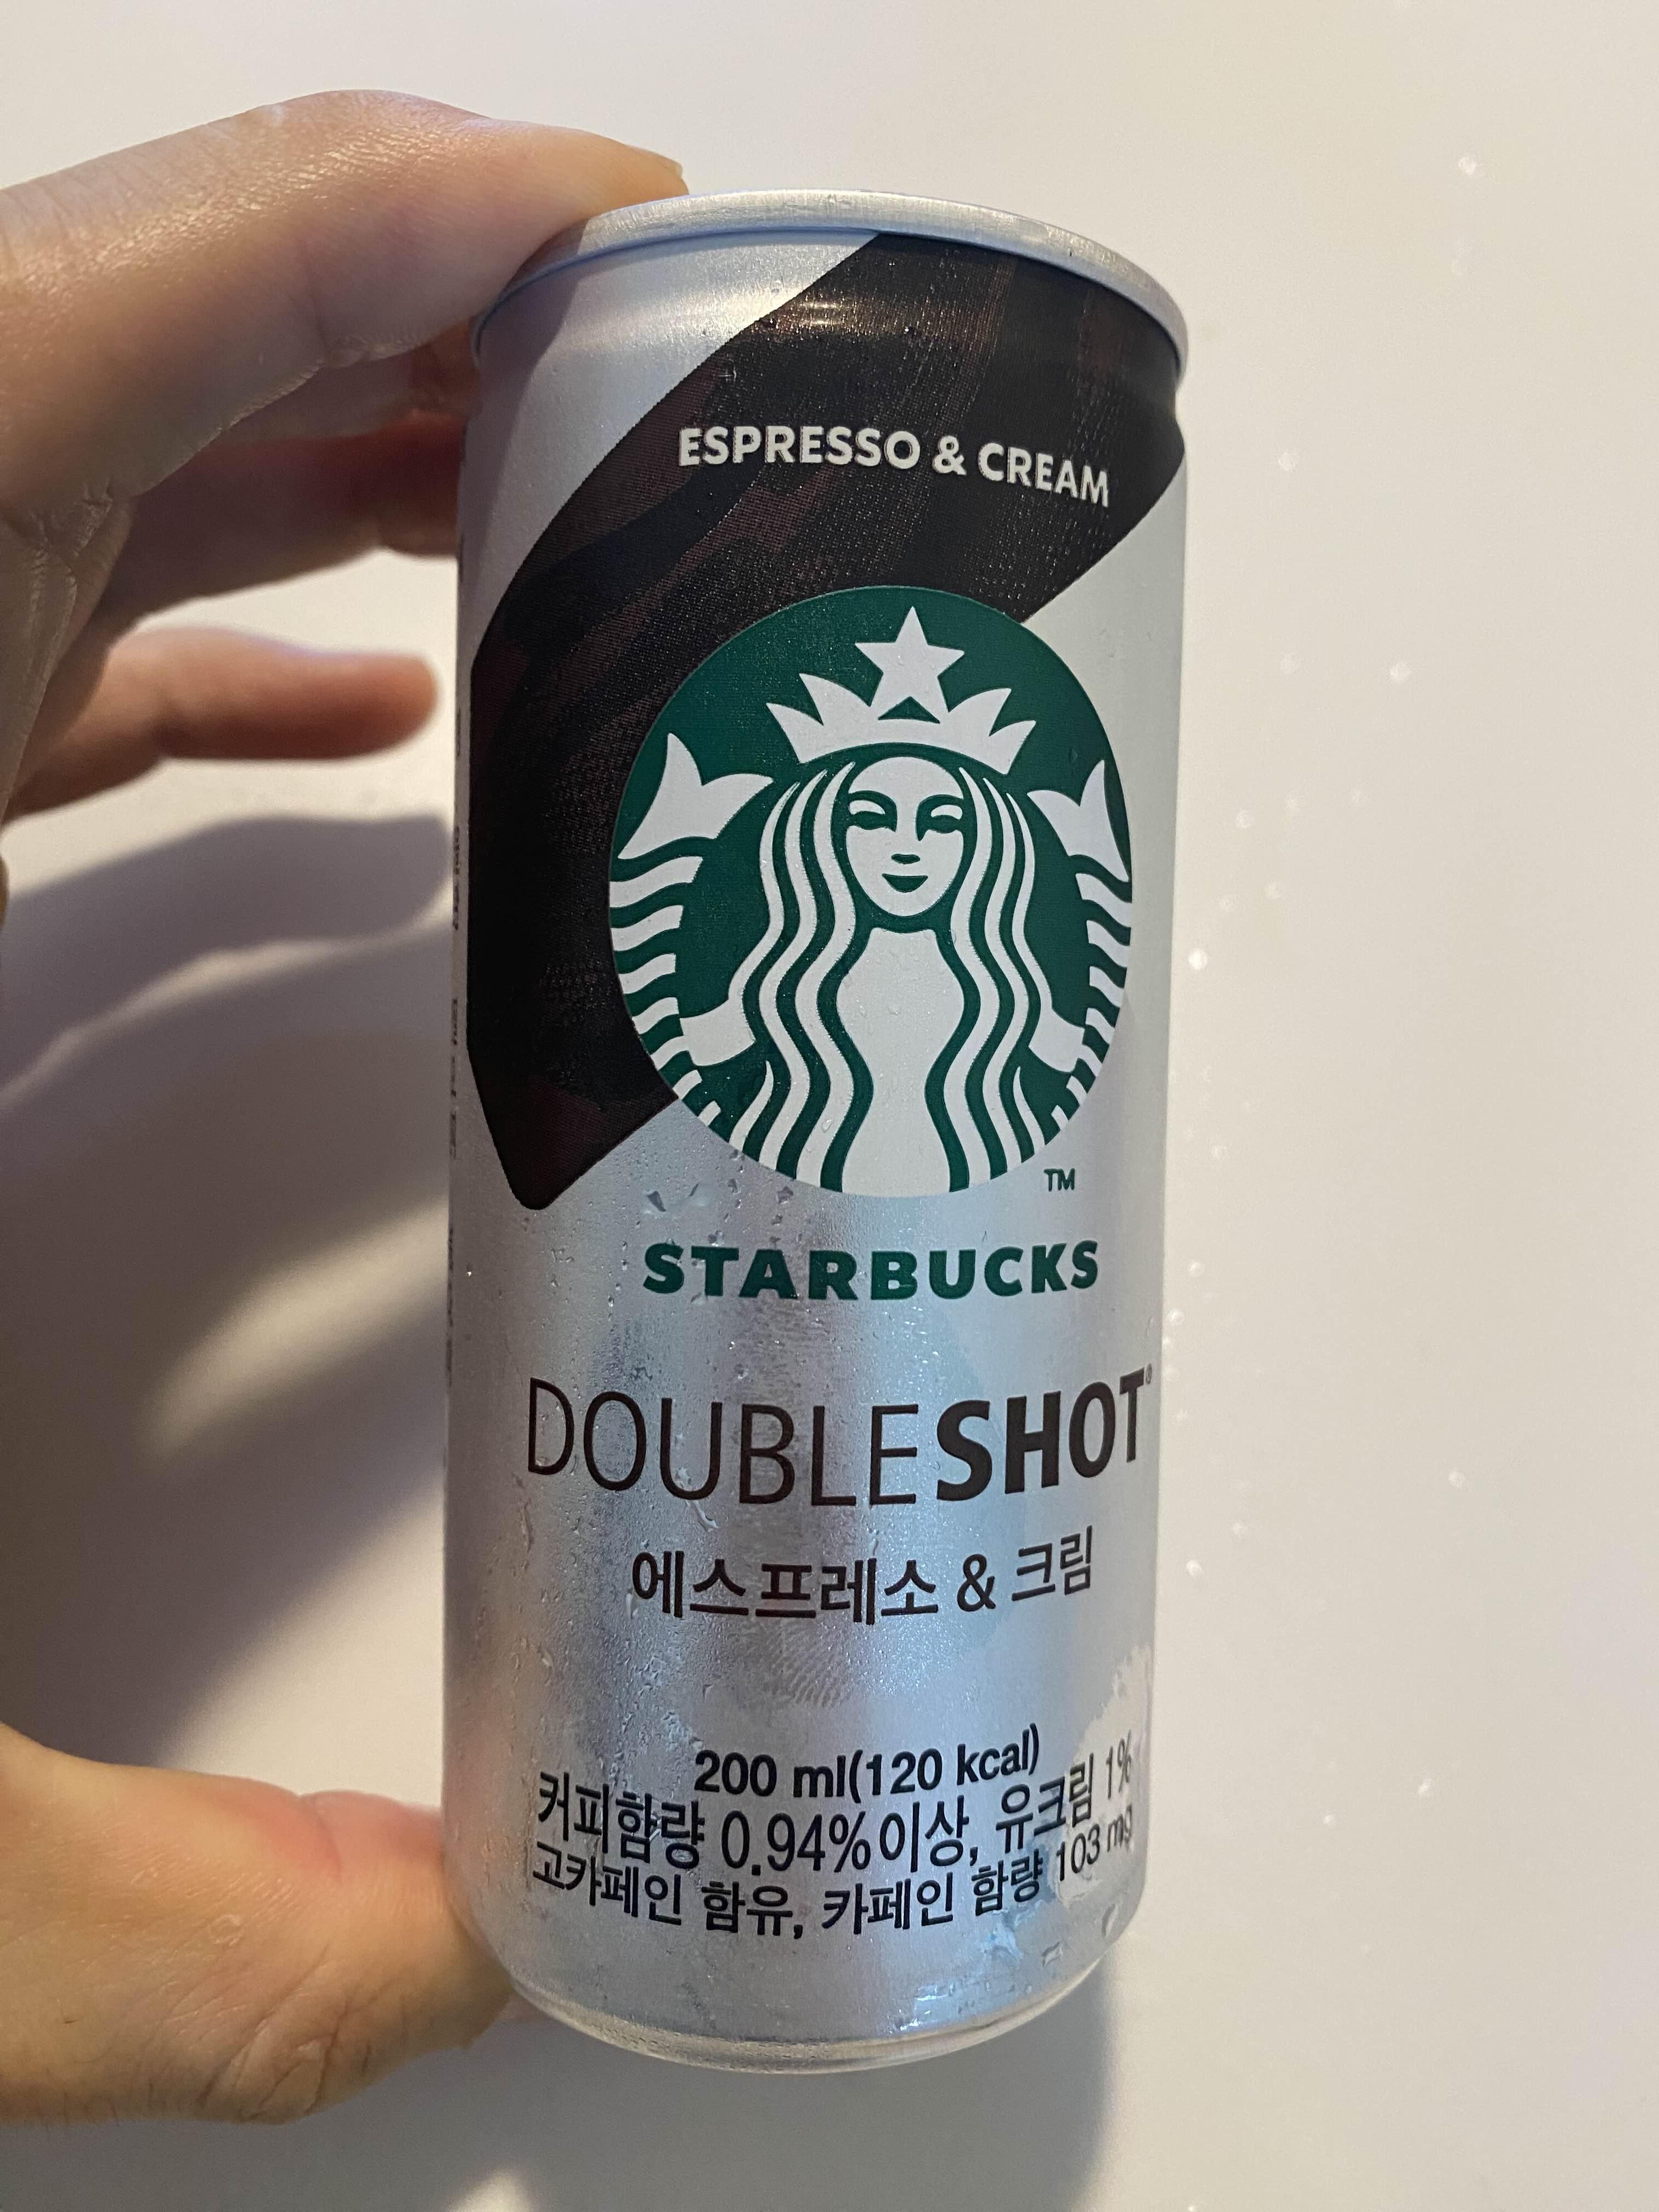 ESPRESSO & CREAM
TM
STARBUCKS
DOUBLESHOT
에스프레소 & 크림
200 ml(120 kcal)
커피함량 0.94%이상, 유크림 1%
고카페인 함유, 카페인 함량 103 mg